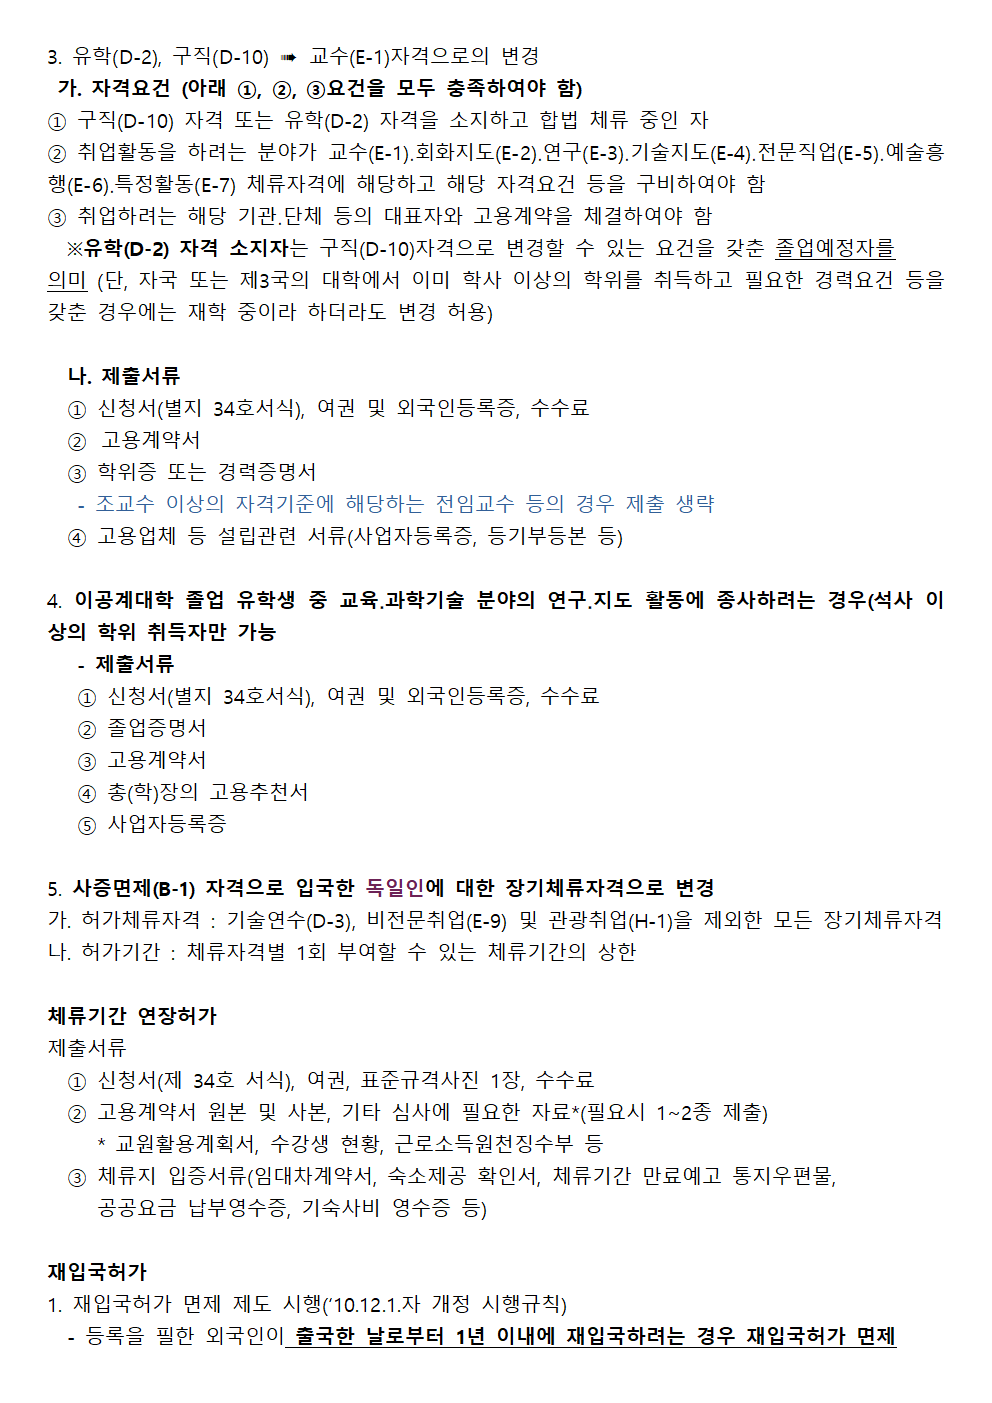 3. 유학(D-2), 구직(D-10) ➠ 교수(E-1)자격으로의 변경
가. 자격요건 (아래 ①, ②, ③요건을 모두 충족하여야 함)
① 구직(D-10) 자격 또는 유학(D-2) 자격을 소지하고 합법 체류 중인 자
② 취업활동을 하려는 분야가 교수(E-1).회화지도(E-2).연구(E-3).기술지도(E-4).전문직업(E-5).예술흥
행(E-6).특정활동(E-7) 체류자격에 해당하고 해당 자격요건 등을 구비하여야 함
③ 취업하려는 해당 기관.단체 등의 대표자와 고용계약을 체결하여야 함
※유학(D-2) 자격 소지자는 구직(D-10)자격으로 변경할 수 있는 요건을 갖춘 졸업예정자를
의미 (단, 자국 또는 제3국의 대학에서 이미 학사 이상의 학위를 취득하고 필요한 경력요건 등을
갖춘 경우에는 재학 중이라 하더라도 변경 허용)
나. 제출서류
① 신청서(별지 34호서식), 여권 및 외국인등록증, 수수료
② 고용계약서
③ 학위증 또는 경력증명서
- 조교수 이상의 자격기준에 해당하는 전임교수 등의 경우 제출 생략
④ 고용업체 등 설립관련 서류(사업자등록증, 등기부등본 등)
4. 이공계대학 졸업 유학생 중 교육.과학기술 분야의 연구.지도 활동에 종사하려는 경우(석사 이
상의 학위 취득자만 가능
- 제출서류
① 신청서(별지 34호서식), 여권 및 외국인등록증, 수수료
② 졸업증명서
③ 고용계약서
④ 총(학)장의 고용추천서
⑤ 사업자등록증
5. 사증면제(B-1) 자격으로 입국한 독일인에 대한 장기체류자격으로 변경
가. 허가체류자격 : 기술연수(D-3), 비전문취업(E-9) 및 관광취업(H-1)을 제외한 모든 장기체류자격
나. 허가기간 : 체류자격별 1회 부여할 수 있는 체류기간의 상한
체류기간 연장허가
제출서류
① 신청서(제 34호 서식), 여권, 표준규격사진 1장, 수수료
② 고용계약서 원본 및 사본, 기타 심사에 필요한 자료*(필요시 1~2종 제출)
* 교원활용계획서, 수강생 현황, 근로소득원천징수부 등
③ 체류지 입증서류(임대차계약서, 숙소제공 확인서, 체류기간 만료예고 통지우편물,
공공요금 납부영수증, 기숙사비 영수증 등)
재입국허가
1. 재입국허가 면제 제도 시행(‘10.12.1.자 개정 시행규칙)
- 등록을 필한 외국인이 출국한 날로부터 1년 이내에 재입국하려는 경우 재입국허가 면제